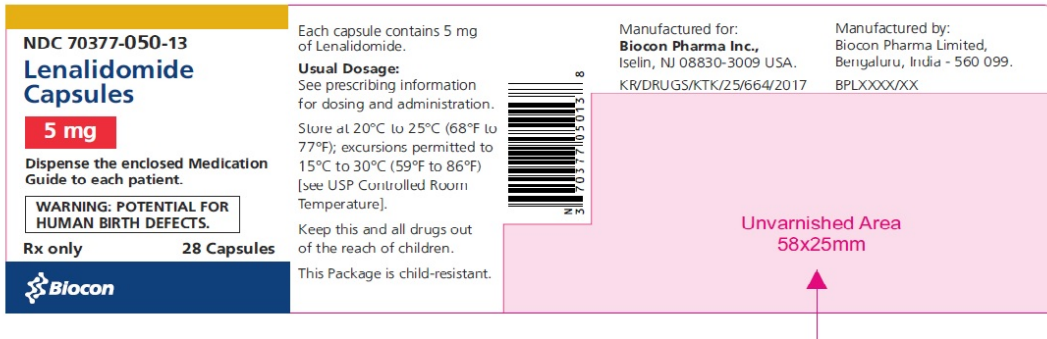 NDC 70377-050-13
Lenalidomide
Capsules
5 mg
Dispense the enclosed Medication
Guide to each patient.
WARNING: POTENTIAL FOR
HUMAN BIRTH DEFECTS.
Rx only 28 Capsules
Biocon
Each capsule contains 5 mg
of Lenalidomide.
Usual Dosage:
See prescribing information
for dosing and administration.
Store at 20°C to 25°C (68°F to
77°F); excursions permitted to
15°C to 30°C (59°F to 86°F)
[see USP Controlled Room
Temperature].
Keep this and all drugs out
of the reach of children.
This Package is child-resistant.
N
3 70377 05013 8
Manufactured for:
Biocon Pharma Inc.,
Iselin, NJ 08830-3009 USA.
KR/DRUGS/KTK/25/664/2017
Manufactured by:
Biocon Pharma Limited,
Bengaluru, India - 560 099.
BPLXXXX/XX
Unvarnished Area
58x25mm